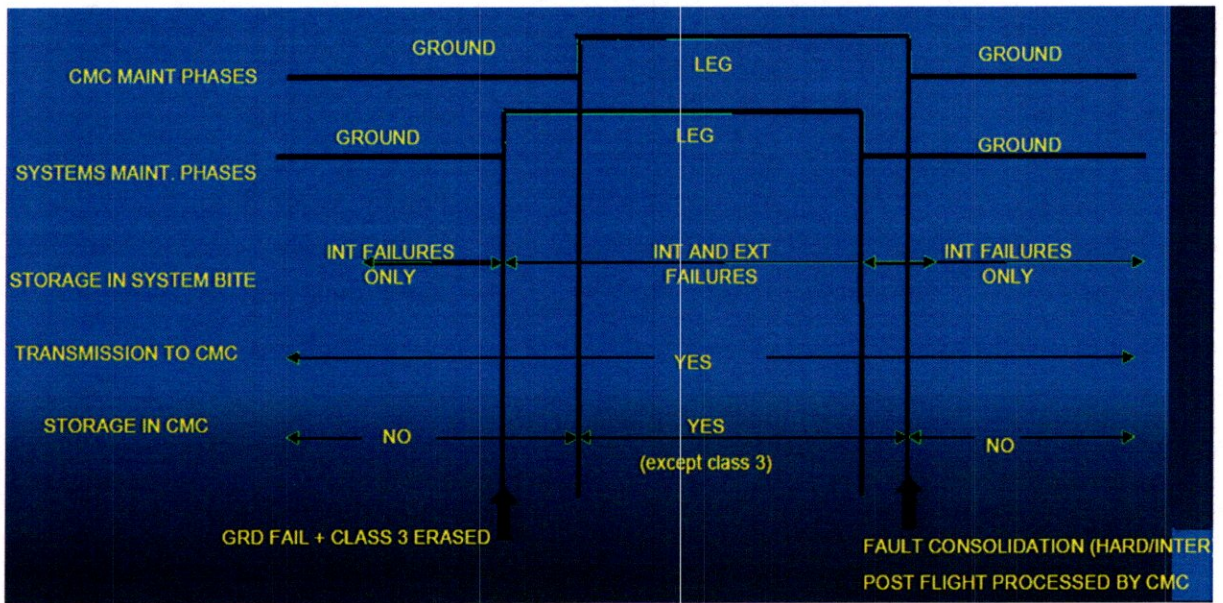 GROUND
LEG
GROUND
CMC MAINT PHASES
GROUND
LEG
GROUND
SYSTEMS MAINT. PHASES
INT FAILURES
ONLY
INT AND EXT
FAILURES
INT FAILURES
ONLY
STORAGE IN SYSTEM BITE
TRANSMISSION TO CMC
YES
STORAGE IN CMC
NO
YES
(except class 3)
NO
GRD FAIL + CLASS 3 ERASED
FAULT CONSOLIDATION (HARD/INTER
POST FLIGHT PROCESSED BY CMC